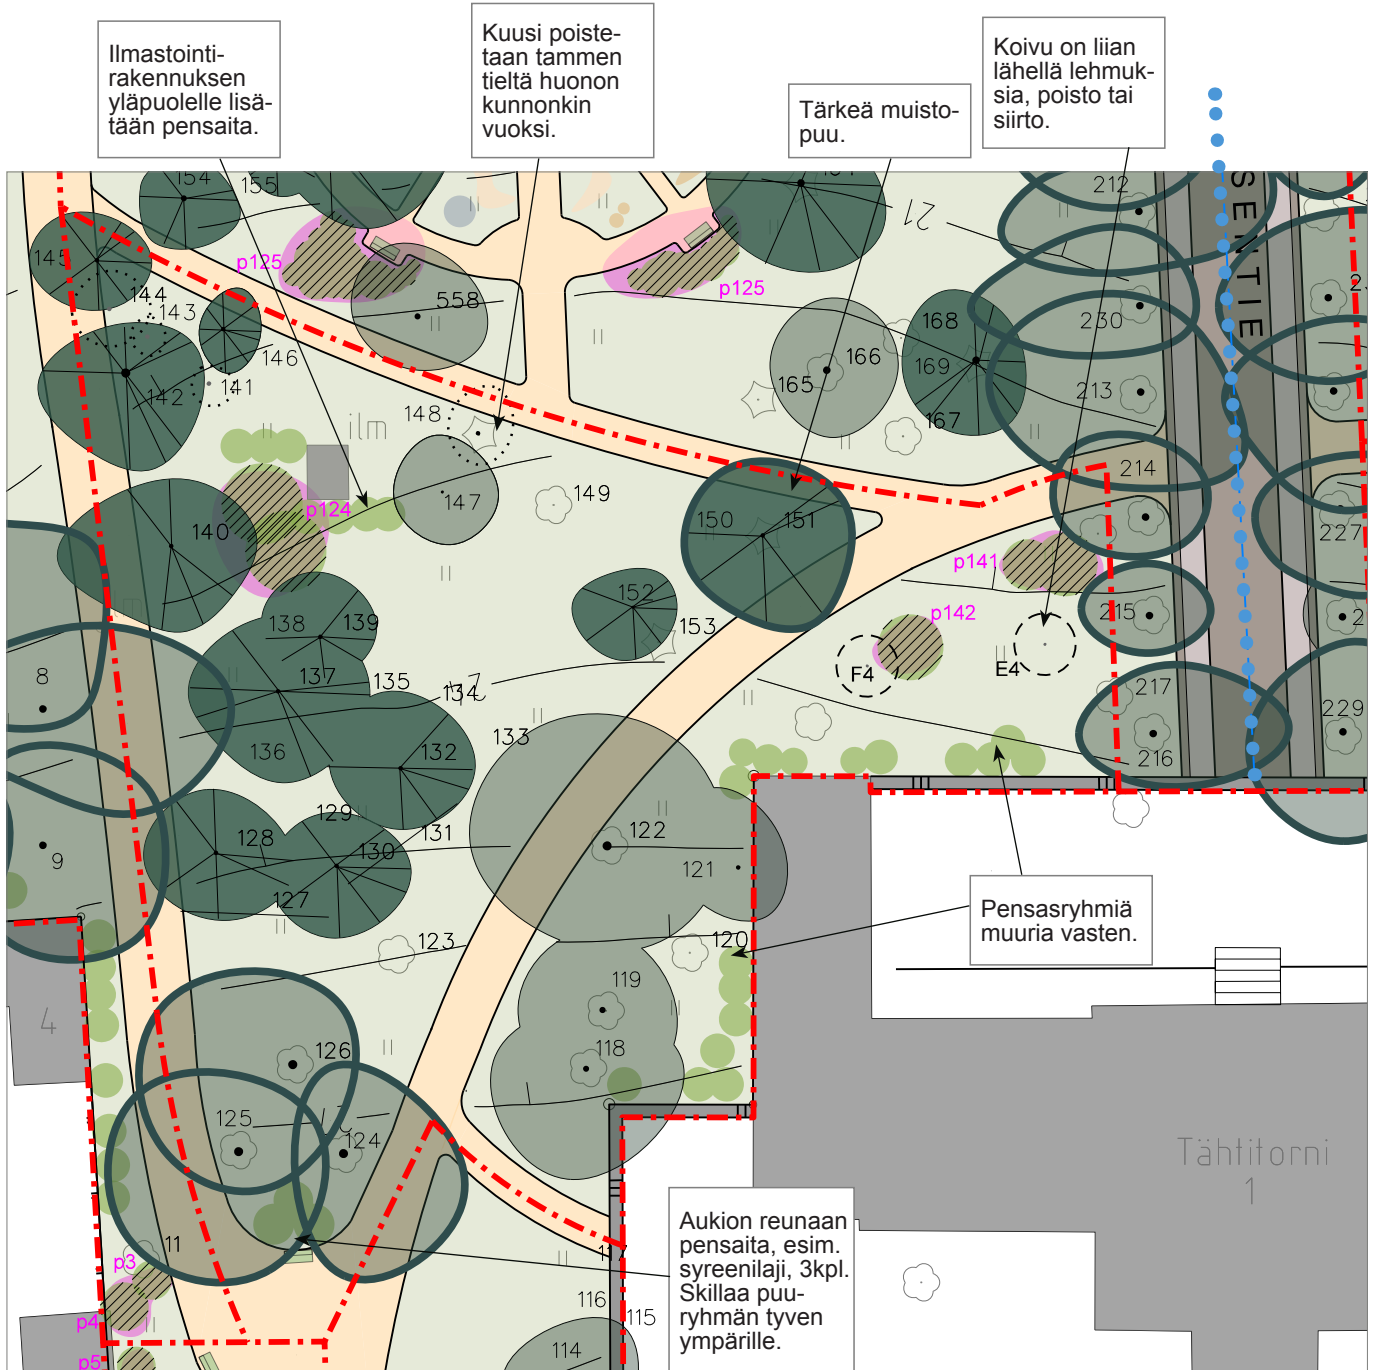 Ilmastointi-
rakennuksen
yläpuolelle lisä-
tään pensaita.
Kuusi poiste-
taan tammen
tieltä huonon
kunnonkin
vuoksi.
Tärkeä muisto-
puu.
Koivu on liian
lähellä lehmuk-
sia, poisto tai
siirto.
154
155
212
SENTIE
21
145
p125
p125
144
143
558
146
141
142
148
ilm
168
166
169
165
167
230
213
214
147
149
p124
140
150
151
p141
227
152
153
p142
215
F4
E4
138
139
137
135
134
136
133
132
8
217
216
229
129
128
130
131
127
122
121
9
123
120
119
118
Pensasryhmiä
muuria vasten.
4
126
125
124
Tähtitorni
1
11
p3
p4
p5
116
115
114
Aukion reunaan
pensaita, esim.
syreenilaji, 3kpl.
Skillaa puu-
ryhmän tyven
ympärille.